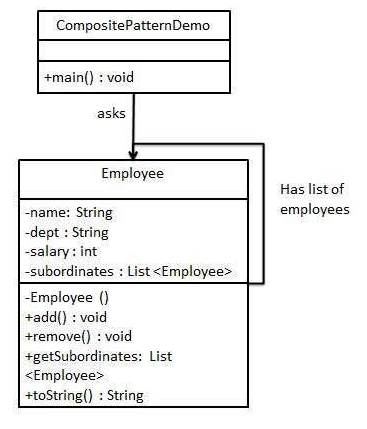 CompositePatternDemo
+main() : void
asks
Employee
-name: String
-dept : String
-salary : int
-subordinates : List <Employee>
Has list of
employees
-Employee ()
+add() : void
+remove() : void
+getSubordinates: List
<Employee>
+toString() : String